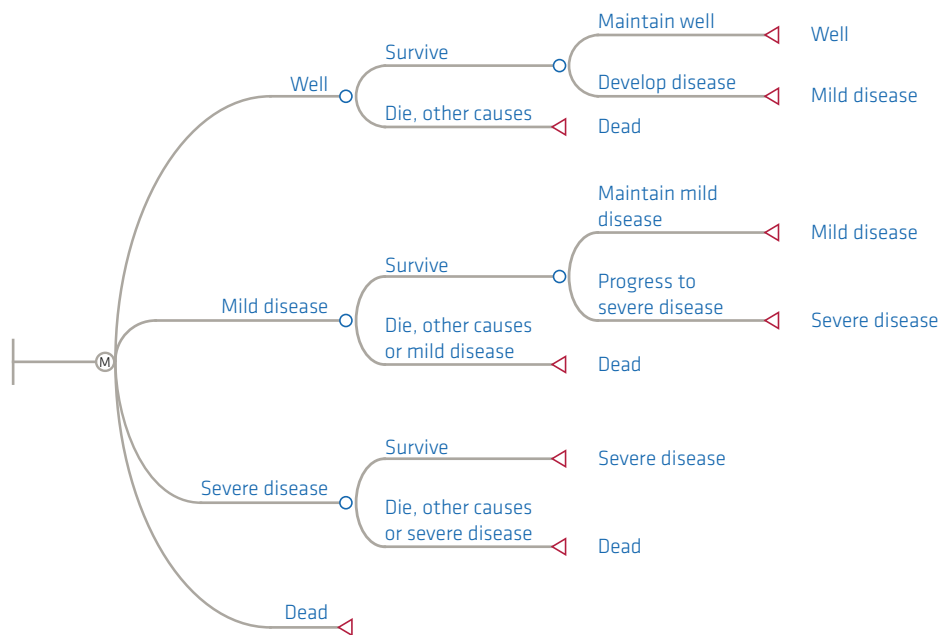 Maintain well
Well
Survive
Well
Develop disease
Mild disease
Die, other causes
Dead
Maintain mild
disease
Mild disease
Survive
Progress to
severe disease
Mild disease
Severe disease
Die, other causes
or mild disease
Dead
M
Survive
Severe disease
Severe disease
Die, other causes
or severe disease
Dead
Dead